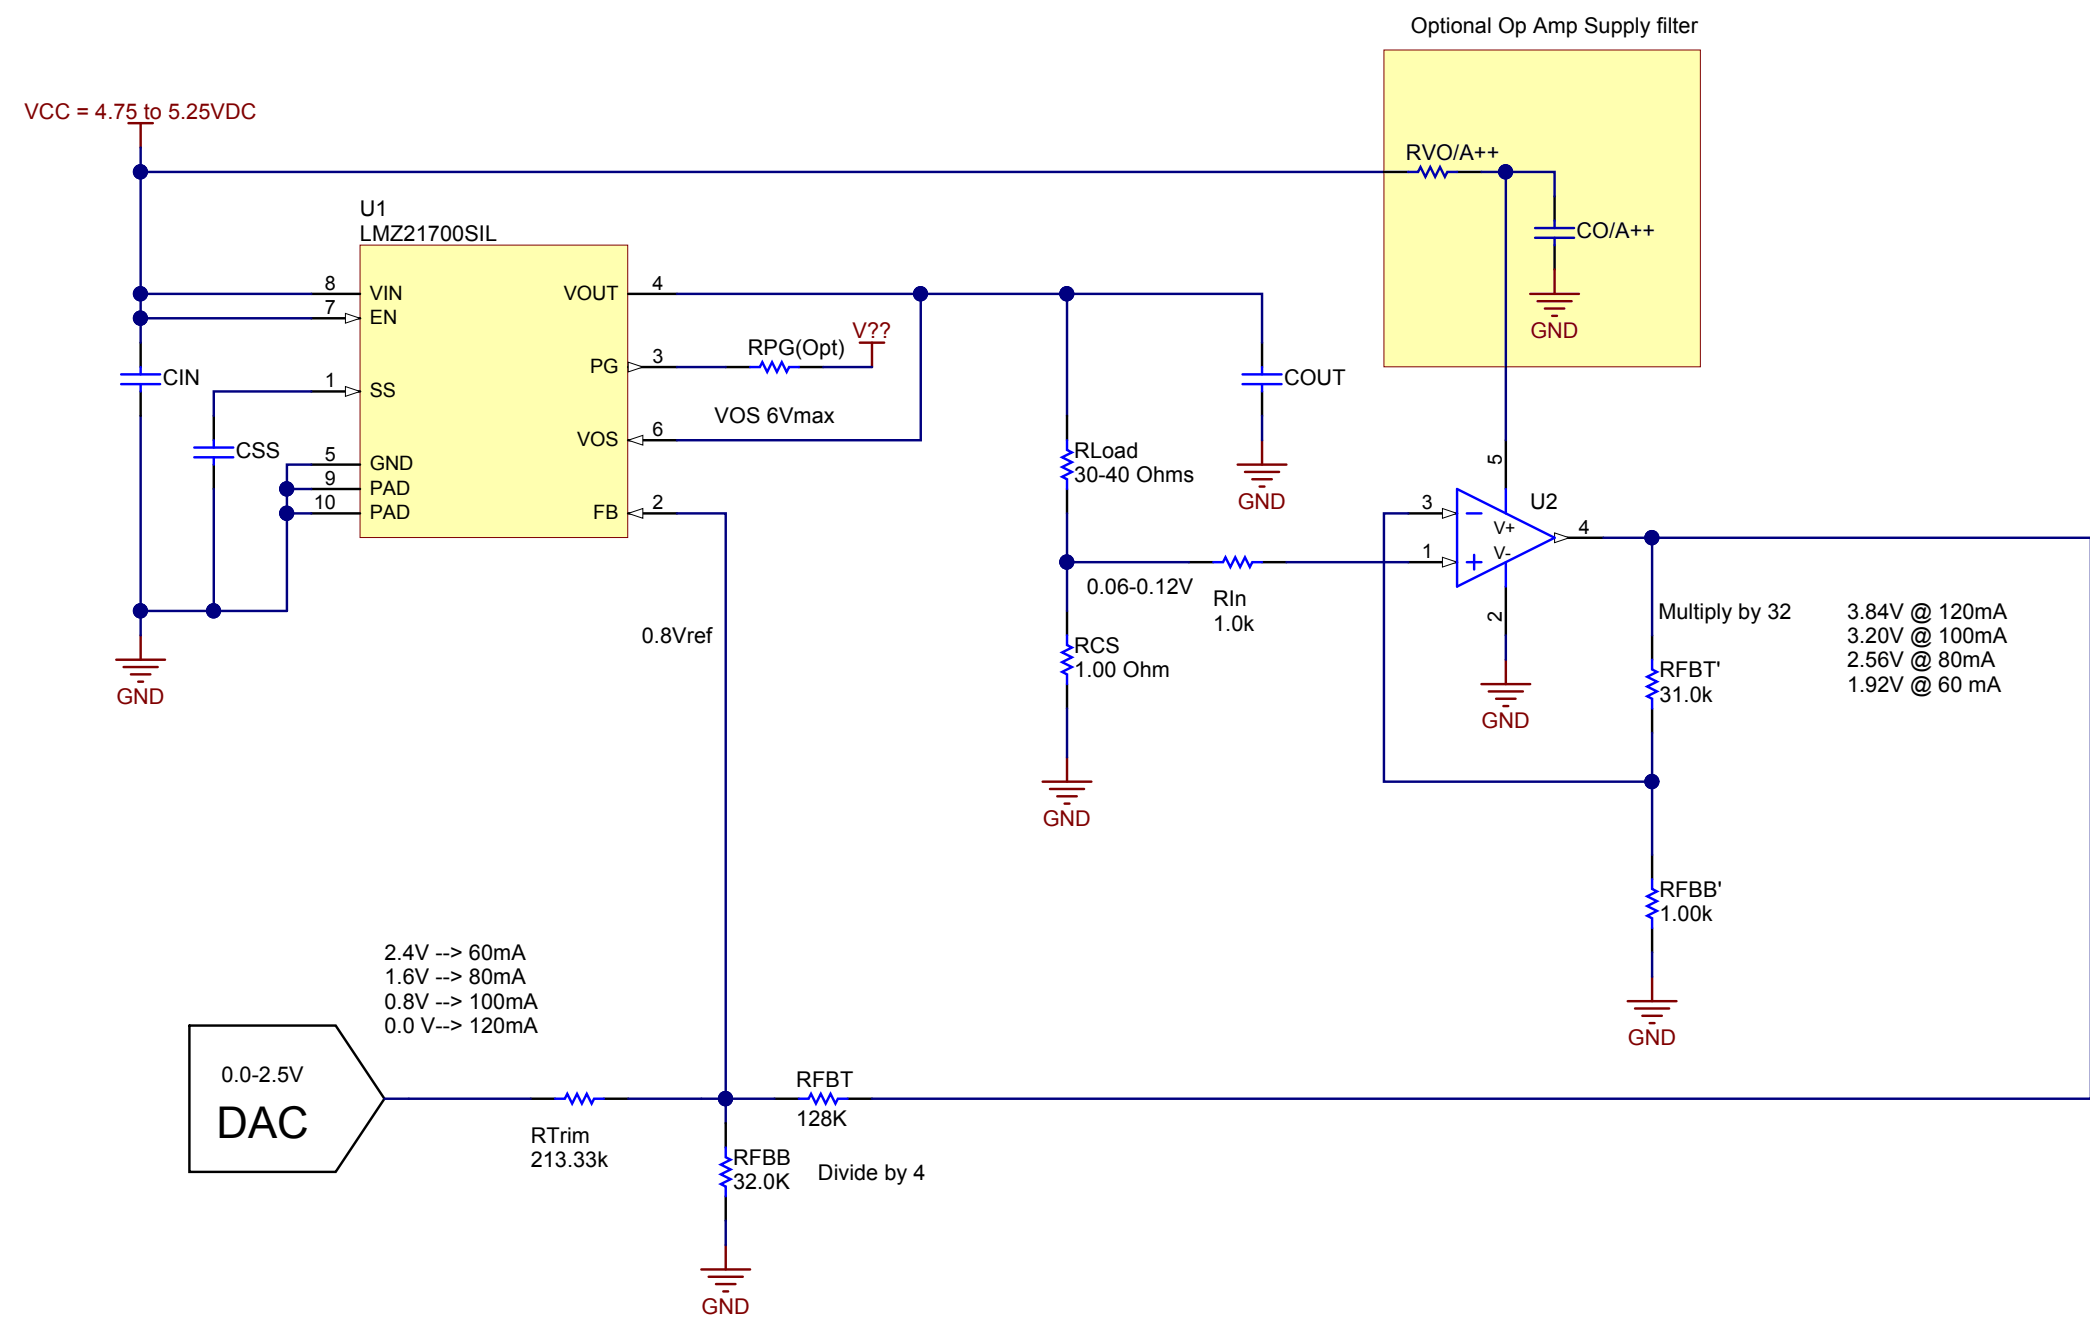 Optional Op Amp Supply filter
VCC = 4.75 to 5.25VDC
RVO/A++
CO/A++
GND
U1
LMZ21700SIL
8
VIN
7
EN
1
SS
5
GND
9
PAD
10
PAD
VOUT
4
PG
3
VOS
6
FB
2
RPG(Opt)
V??
VOS 6Vmax
CIN
CSS
GND
COUT
GND
RLoad
30-40 Ohms
0.06-0.12V
RIn
1.0k
RCS
1.00 Ohm
GND
0.8Vref
5
U2
3
1
V+
V-
4
2
GND
Multiply by 32
3.84V @ 120mA
3.20V @ 100mA
2.56V @ 80mA
1.92V @ 60 mA
RFBT'
31.0k
RFBB'
1.00k
GND
2.4V --> 60mA
1.6V --> 80mA
0.8V --> 100mA
0.0 V--> 120mA
0.0-2.5V
DAC
RTrim
213.33k
RFBT
128K
RFBB
32.0K
Divide by 4
GND